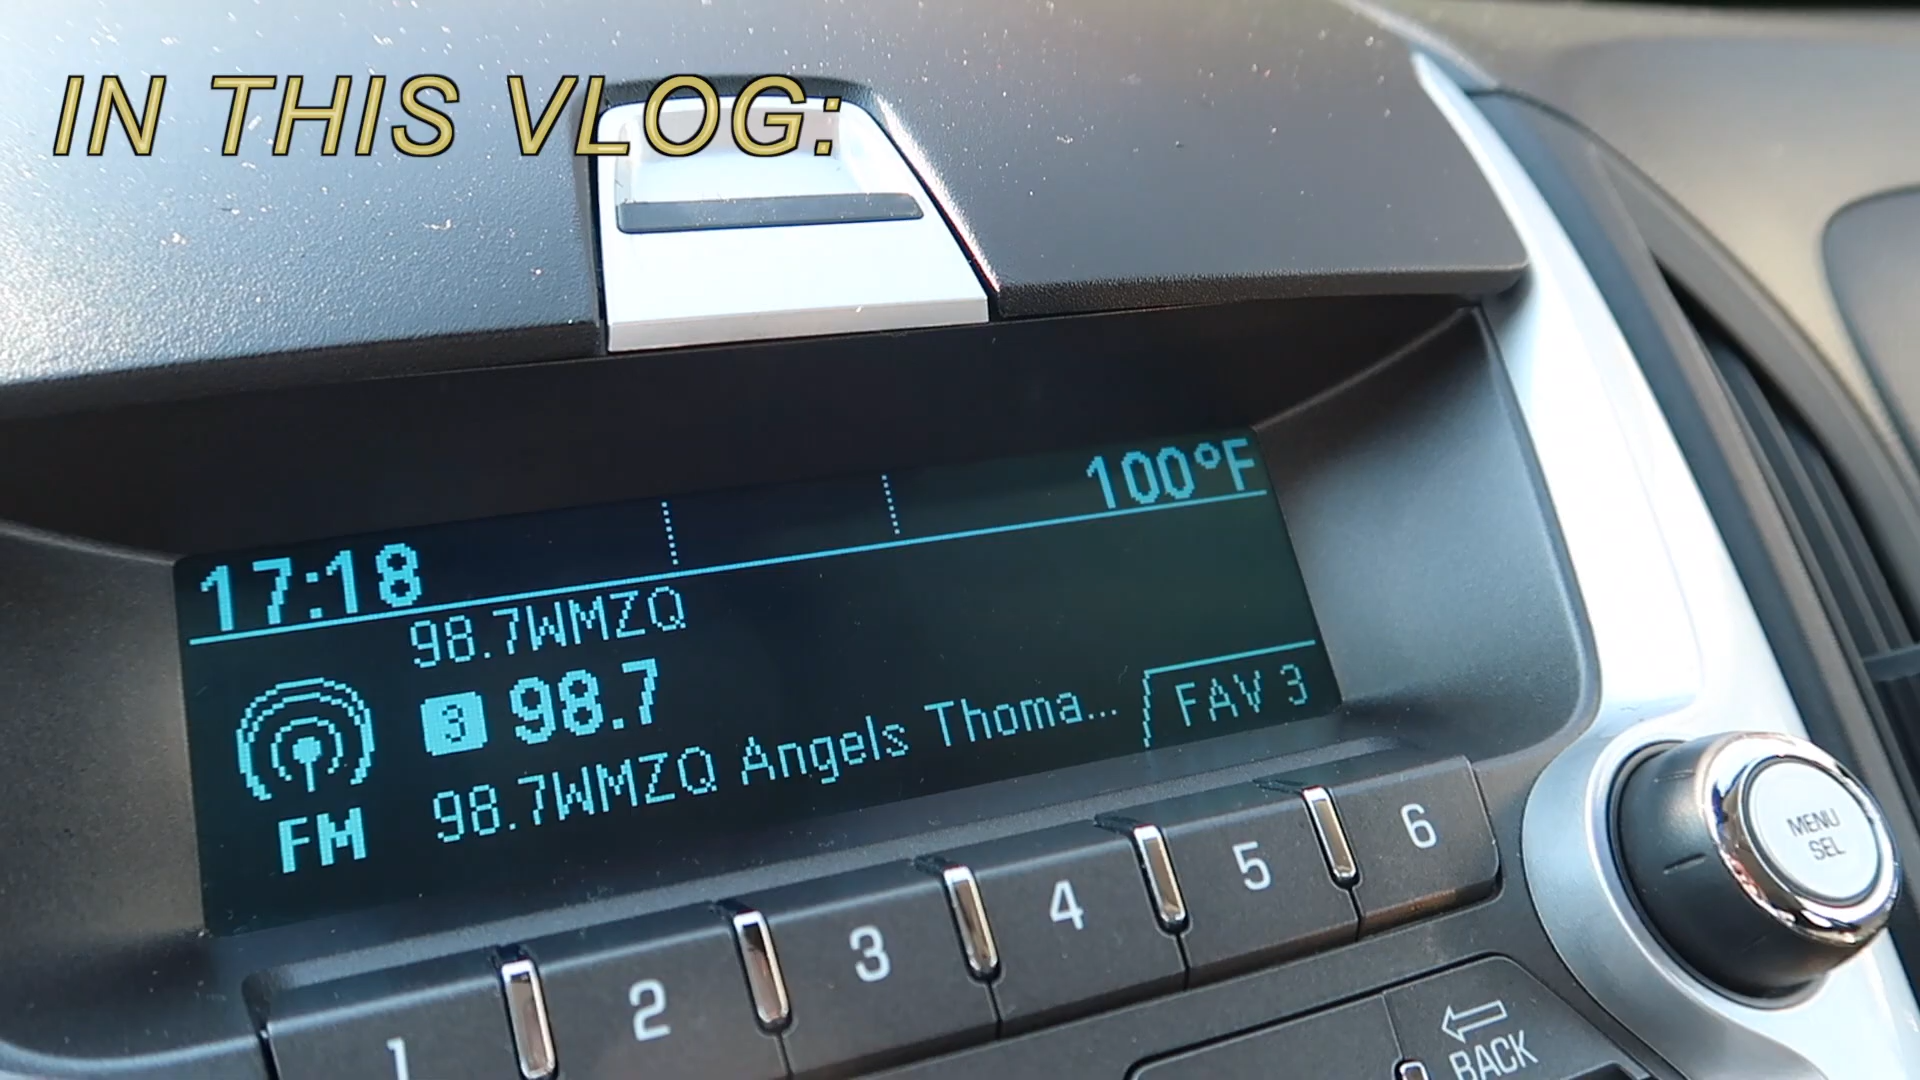 IN THIS VLOG:
100°F
17:18
98.7WMZQ
3 98.7
98.7WMZQ Angels Thoma...
FAV 3
FM
1 2 3 4 5 6
MENU
SEL
BACK